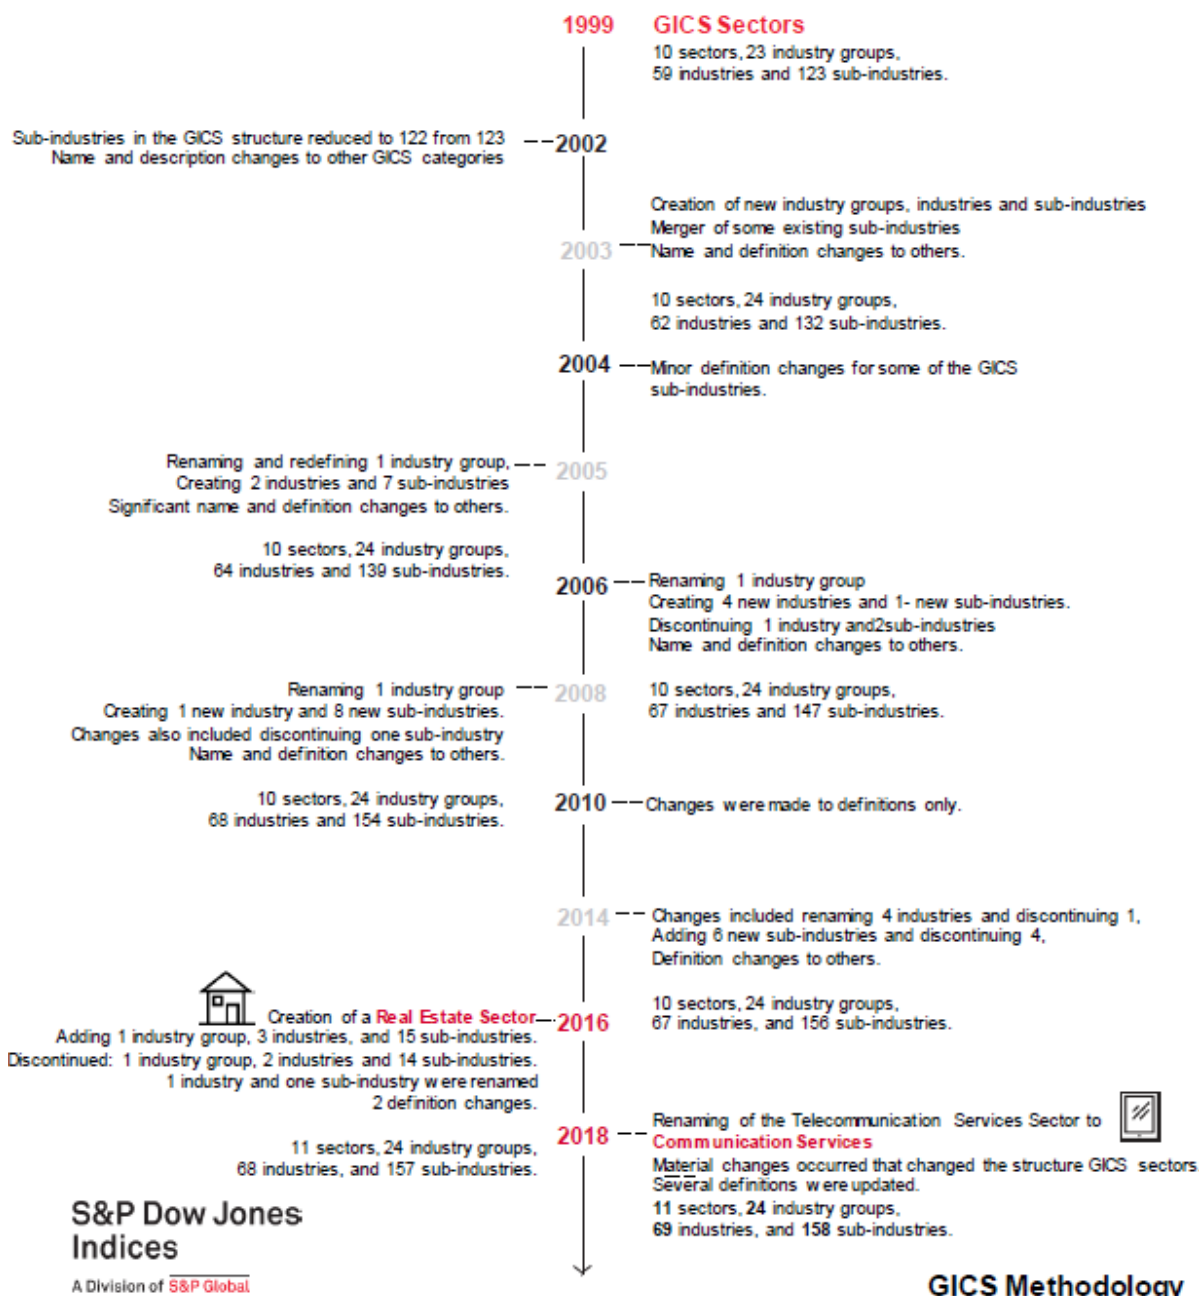 1999 GICS Sectors
10 sectors, 23 industry groups,
59 industries and 123 sub-industries.
Sub-industries in the GICS structure reduced to 122 from 123
Name and description changes to other GICS categories
2002
Creation of new industry groups, industries and sub-industries
Merger of some existing sub-industries
2003
Name and definition changes to others.
10 sectors, 24 industry groups,
62 industries and 132 sub-industries.
2004
Minor definition changes for some of the GICS
sub-industries.
Renaming and redefining 1 industry group,
Creating 2 industries and 7 sub-industries
Significant name and definition changes to others.
2005
10 sectors, 24 industry groups,
64 industries and 139 sub-industries.
2006
Renaming 1 industry group
Creating 4 new industries and 1- new sub-industries.
Discontinuing 1 industry and2sub-industries
Name and definition changes to others.
10 sectors, 24 industry groups,
67 industries and 147 sub-industries.
Renaming 1 industry group
Creating 1 new industry and 8 new sub-industries.
Changes also included discontinuing one sub-industry
Name and definition changes to others.
2008
10 sectors, 24 industry groups,
68 industries and 154 sub-industries.
2010
Changes were made to definitions only.
2014
Changes included renaming 4 industries and discontinuing 1,
Adding 6 new sub-industries and discontinuing 4,
Definition changes to others.
10 sectors, 24 industry groups,
67 industries, and 156 sub-industries.
Creation of a Real Estate Sector
2016
Adding 1 industry group, 3 industries, and 15 sub-industries.
Discontinued: 1 industry group, 2 industries and 14 sub-industries.
1 industry and one sub-industry were renamed
2 definition changes.
11 sectors, 24 industry groups,
68 industries, and 157 sub-industries.
2018
Renaming of the Telecommunication Services Sector to
Communication Services
Material changes occurred that changed the structure GICS sectors
Several definitions were updated.
11 sectors, 24 industry groups,
69 industries, and 158 sub-industries.
S&P Dow Jones
Indices
A Division of S&P Global
GICS Methodology